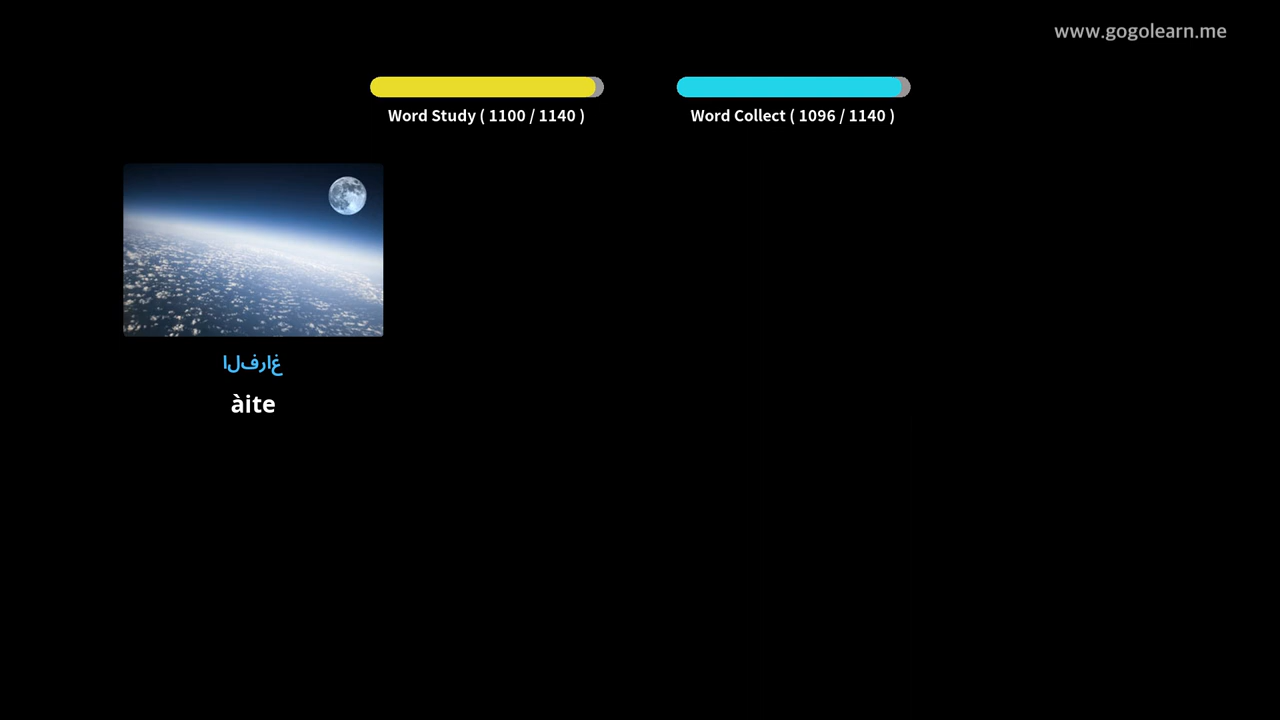 www.gogolearn.me
Word Study ( 1100 / 1140 )
Word Collect ( 1096 / 1140 )
الفراغ
àite